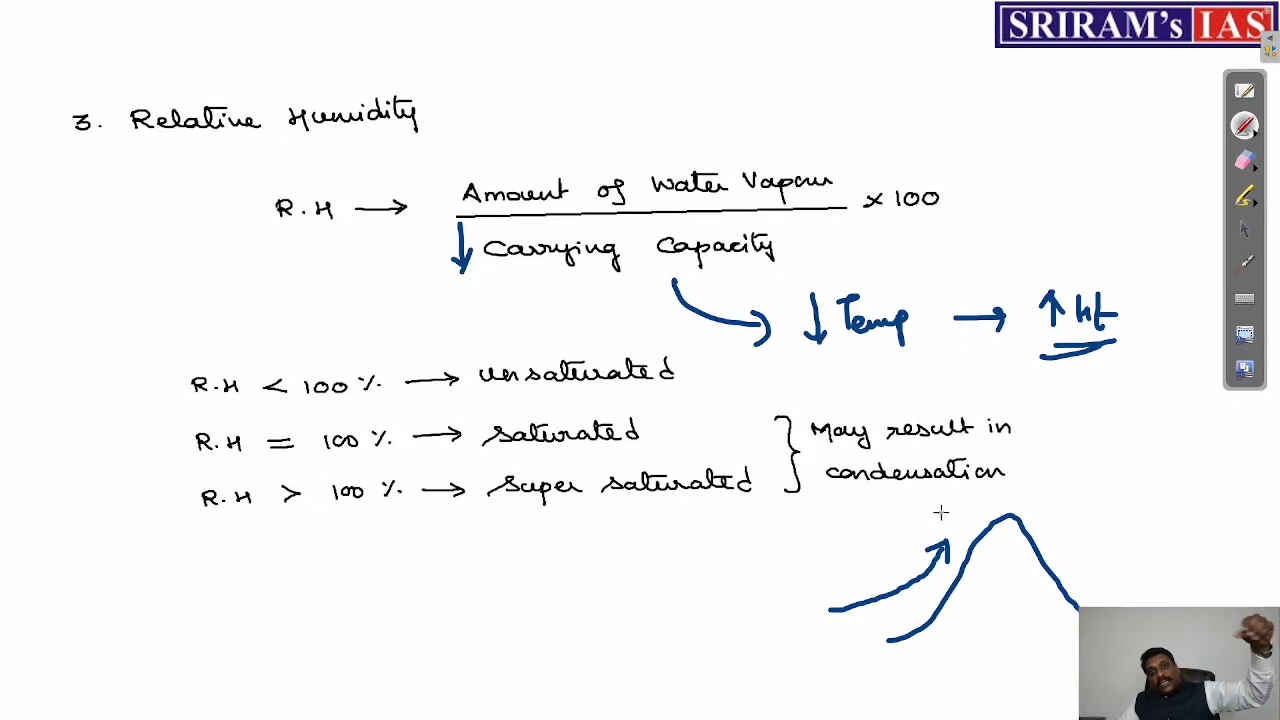 SRIRAM's IAS
3. Relative Humidity
R.H → Amount of Water Vapour × 100
↓ Carrying Capacity
↓ Temp → ↑ Ht
R.H < 100 % → unsaturated
R.H = 100 % → saturated
R.H > 100 % → super saturated
May result in
condensation